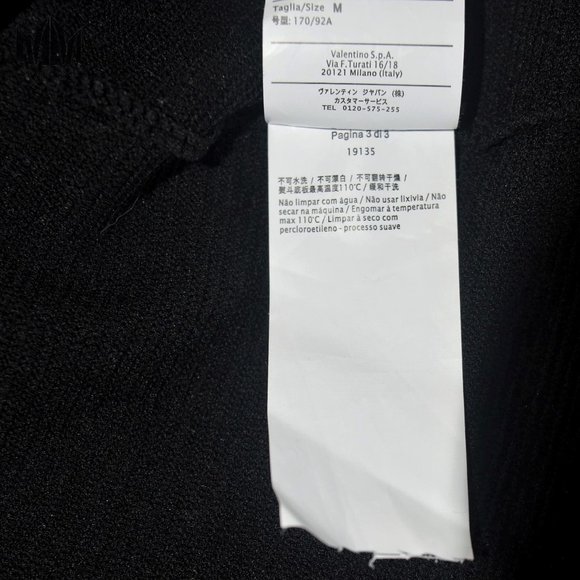 Taglia/Size M
号型: 170/92A
Valentino S.p.A.
Via F.Turati 16/18
20121 Milano (Italy)
ヴァレンティノ ジャパン (株)
カスタマーサービス
TEL 0120-575-255
Pagina 3 di 3
19135
不可水洗 / 不可漂白 / 不可翻转干燥 /
熨斗底板最高温度110℃ / 缓和干洗
Não limpar com água / Não usar lixívia / Não
secar na máquina / Engomar à temperatura
max 110℃ / Limpar à seco com
percloroetileno - processo suave